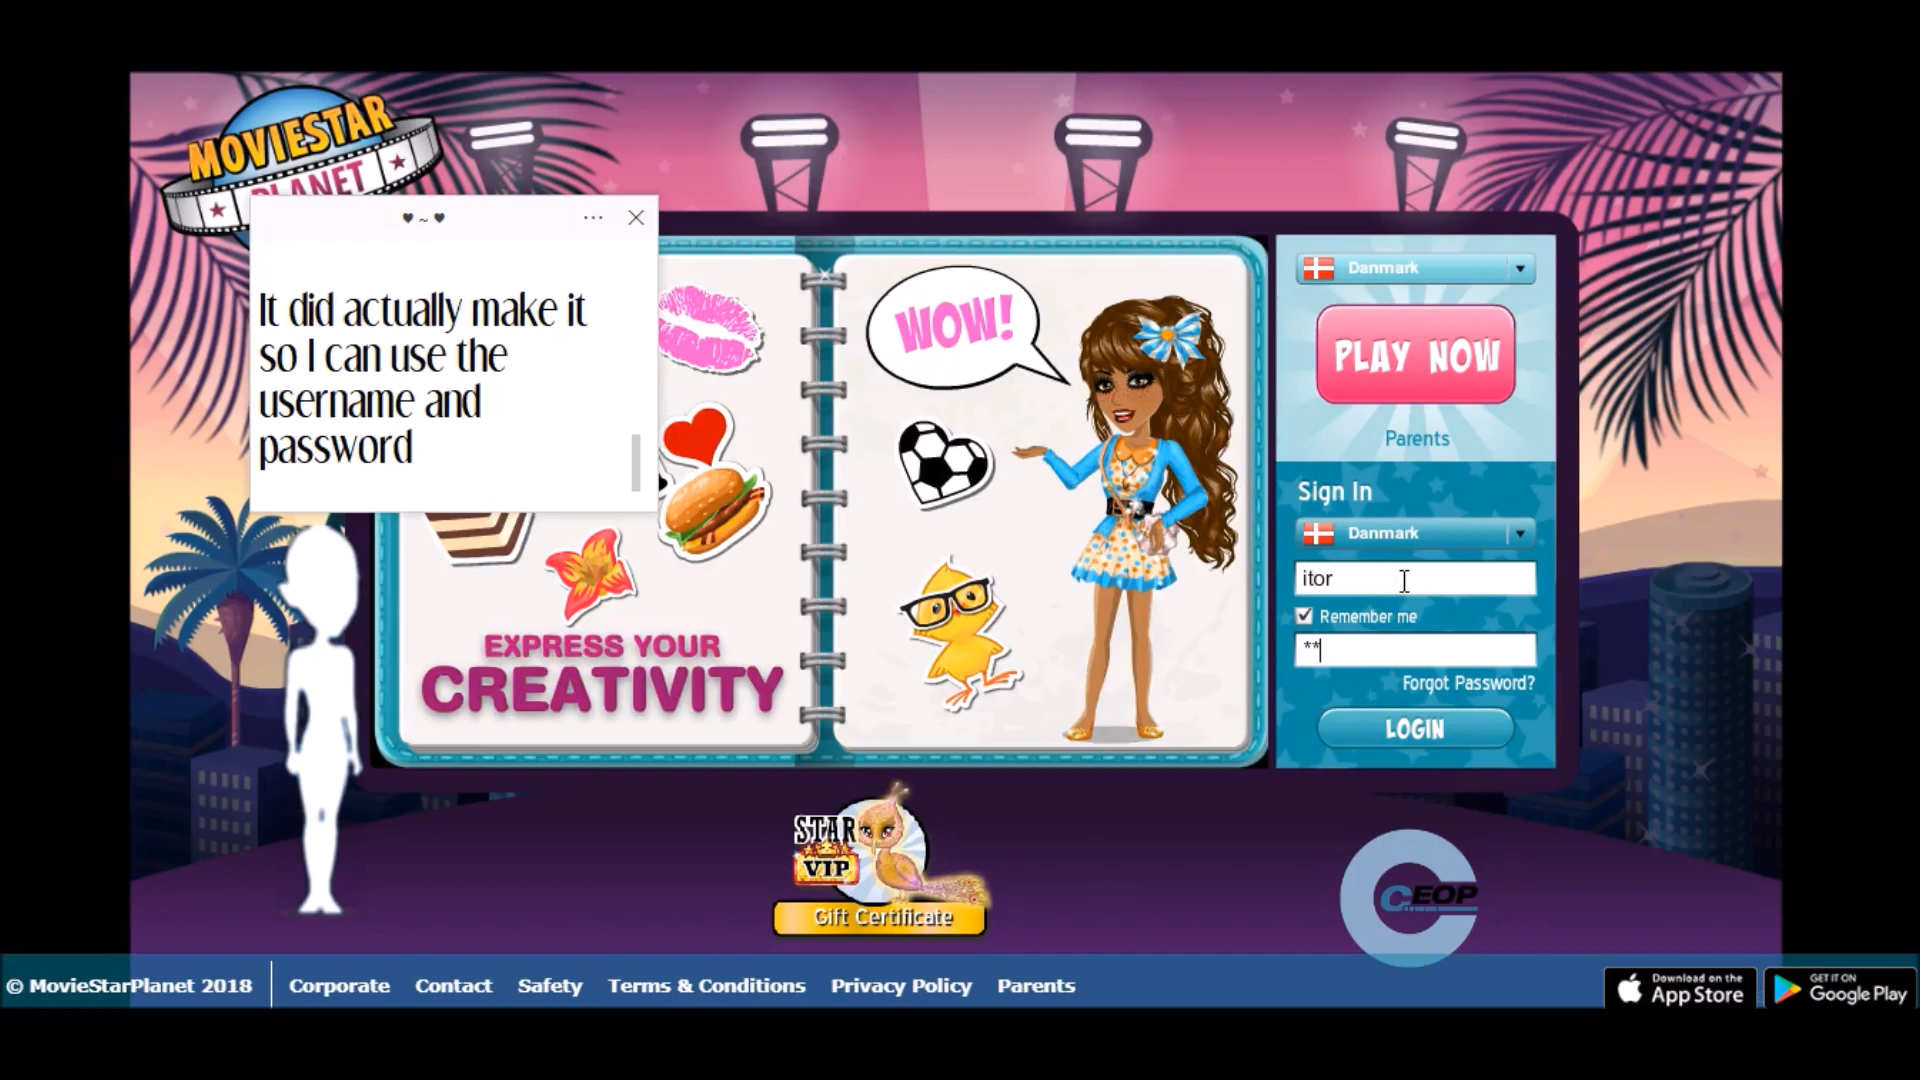 MOVIESTAR
PLANET
♥~♥
It did actually make it
so I can use the
username and
password
WOW!
EXPRESS YOUR
CREATIVITY
Danmark
PLAY NOW
Parents
Sign In
Danmark
itor
Remember me
**
Forgot Password?
LOGIN
STAR
VIP
Gift Certificate
CEOP
© MovieStarPlanet 2018
Corporate
Contact
Safety
Terms & Conditions
Privacy Policy
Parents
Download on the
App Store
GET IT ON
Google Play